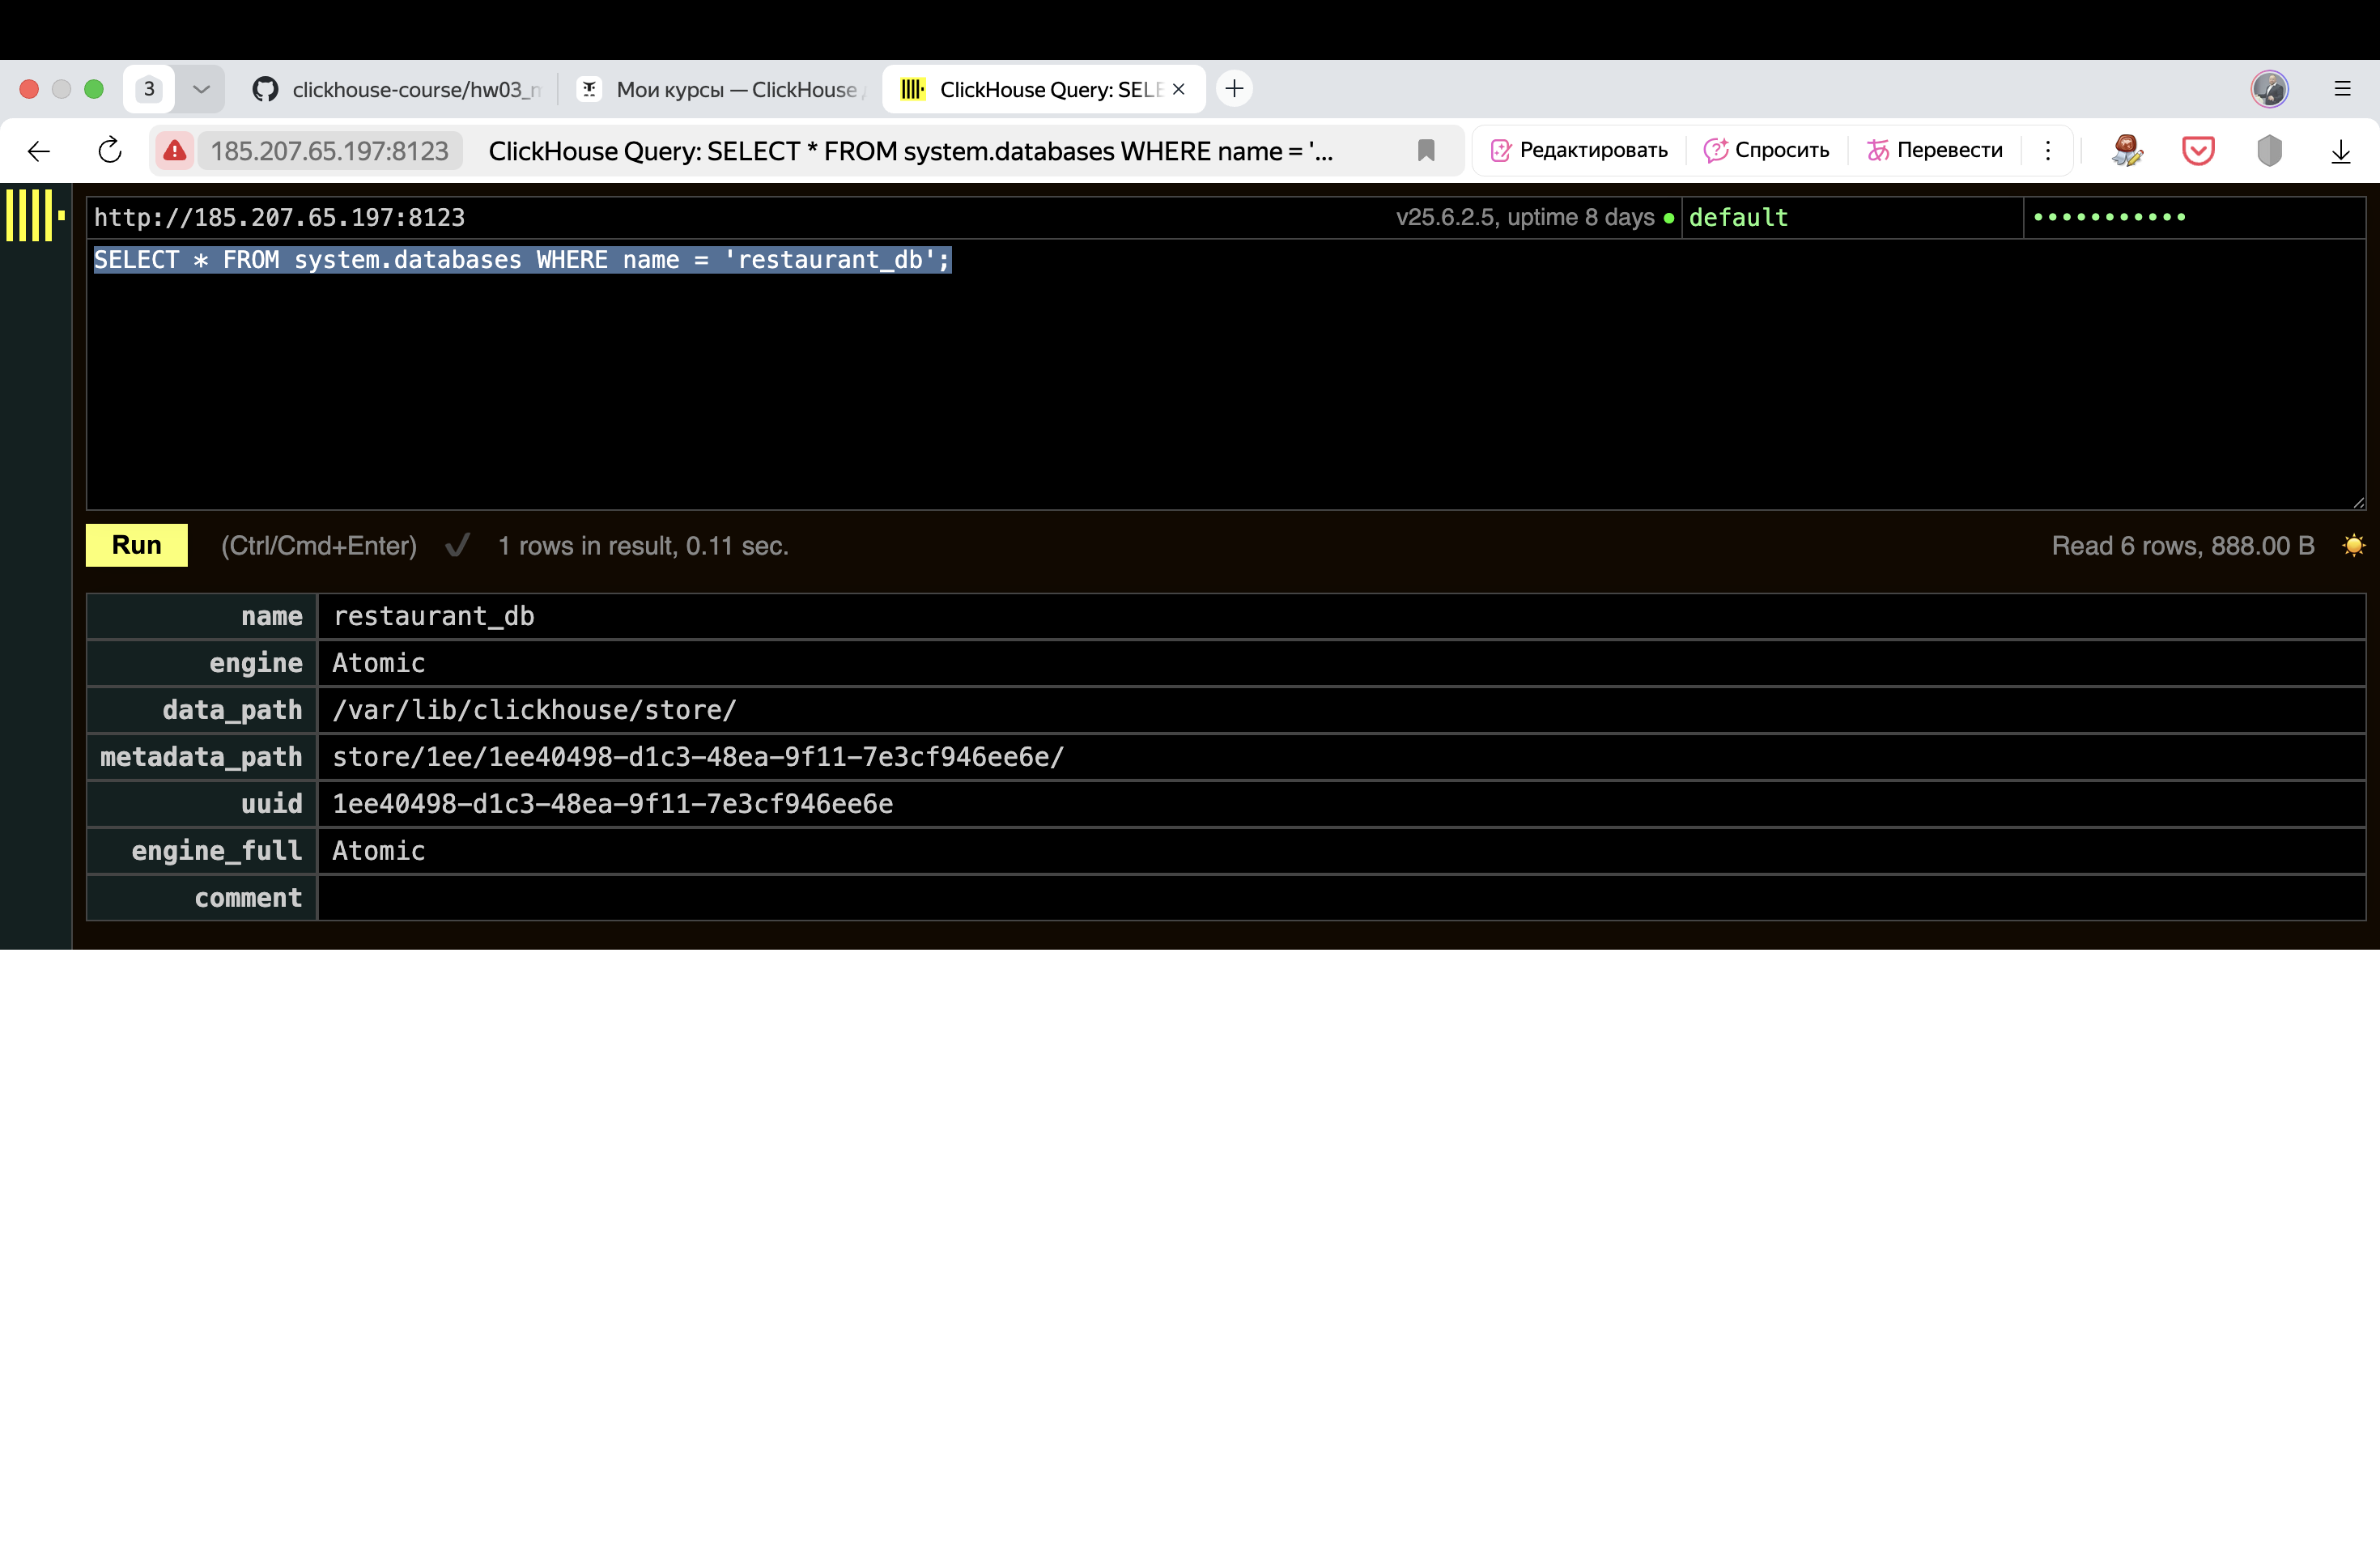 3
clickhouse-course/hw03_m
Мои курсы — ClickHouse
ClickHouse Query: SELE
185.207.65.197:8123
ClickHouse Query: SELECT * FROM system.databases WHERE name = '...
Редактировать
Спросить
Перевести
http://185.207.65.197:8123
v25.6.2.5, uptime 8 days
default
•••••••••••
SELECT * FROM system.databases WHERE name = 'restaurant_db';
Run
(Ctrl/Cmd+Enter)
✔ 1 rows in result, 0.11 sec.
Read 6 rows, 888.00 B
name restaurant_db
engine Atomic
data_path /var/lib/clickhouse/store/
metadata_path store/1ee/1ee40498-d1c3-48ea-9f11-7e3cf946ee6e/
uuid 1ee40498-d1c3-48ea-9f11-7e3cf946ee6e
engine_full Atomic
comment